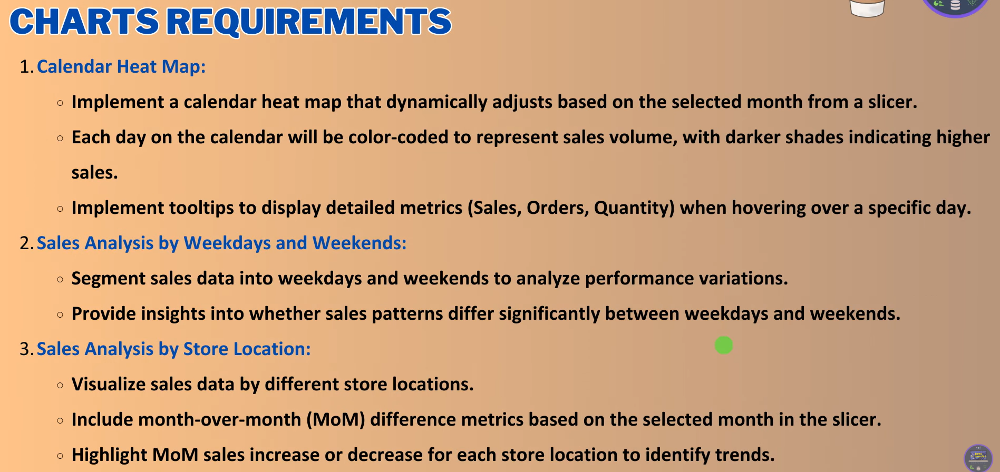 CHARTS REQUIREMENTS
1. Calendar Heat Map:
○ Implement a calendar heat map that dynamically adjusts based on the selected month from a slicer.
○ Each day on the calendar will be color-coded to represent sales volume, with darker shades indicating higher
sales.
○ Implement tooltips to display detailed metrics (Sales, Orders, Quantity) when hovering over a specific day.
2. Sales Analysis by Weekdays and Weekends:
○ Segment sales data into weekdays and weekends to analyze performance variations.
○ Provide insights into whether sales patterns differ significantly between weekdays and weekends.
3. Sales Analysis by Store Location:
○ Visualize sales data by different store locations.
○ Include month-over-month (MoM) difference metrics based on the selected month in the slicer.
○ Highlight MoM sales increase or decrease for each store location to identify trends.